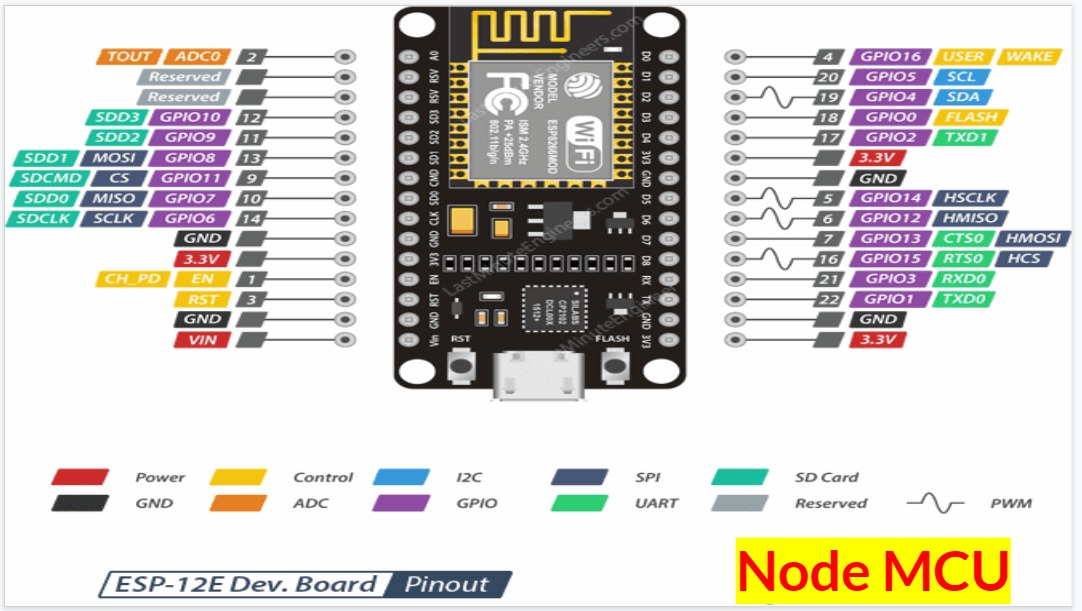 TOUT ADC0 2
Reserved
Reserved
SDD3 GPIO10 12
SDD2 GPIO9 11
SDD1 MOSI GPIO8 13
SDCMD CS GPIO11 9
SDD0 MISO GPIO7 10
SDCLK SCLK GPIO6 14
GND
3.3V
CH_PD EN 1
RST 3
GND
VIN
A0
RSV
RSV
SD3
SD2
SD1
CMD
SD0
CLK
GND
3V3
EN
RST
GND
Vin
LastMinuteEngineers.com
MODEL
VENDOR
ESP8266MOD
FC
ISM 2.4GHz
PA +25dBm
802.11b/g/n
WiFi
SILABS
CP2102
DCL00X
1512+
RST
FLASH
D0
D1
D2
D3
D4
3V3
GND
D5
D6
D7
D8
RX
TX
GND
3V3
4 GPIO16 USER WAKE
20 GPIO5 SCL
19 GPIO4 SDA
18 GPIO0 FLASH
17 GPIO2 TXD1
3.3V
GND
5 GPIO14 HSCLK
6 GPIO12 HMISO
7 GPIO13 CTS0 HMOSI
16 GPIO15 RTS0 HCS
21 GPIO3 RXD0
22 GPIO1 TXD0
GND
3.3V
Power Control I2C SPI SD Card
GND ADC GPIO UART Reserved PWM
ESP-12E Dev. Board Pinout
Node MCU